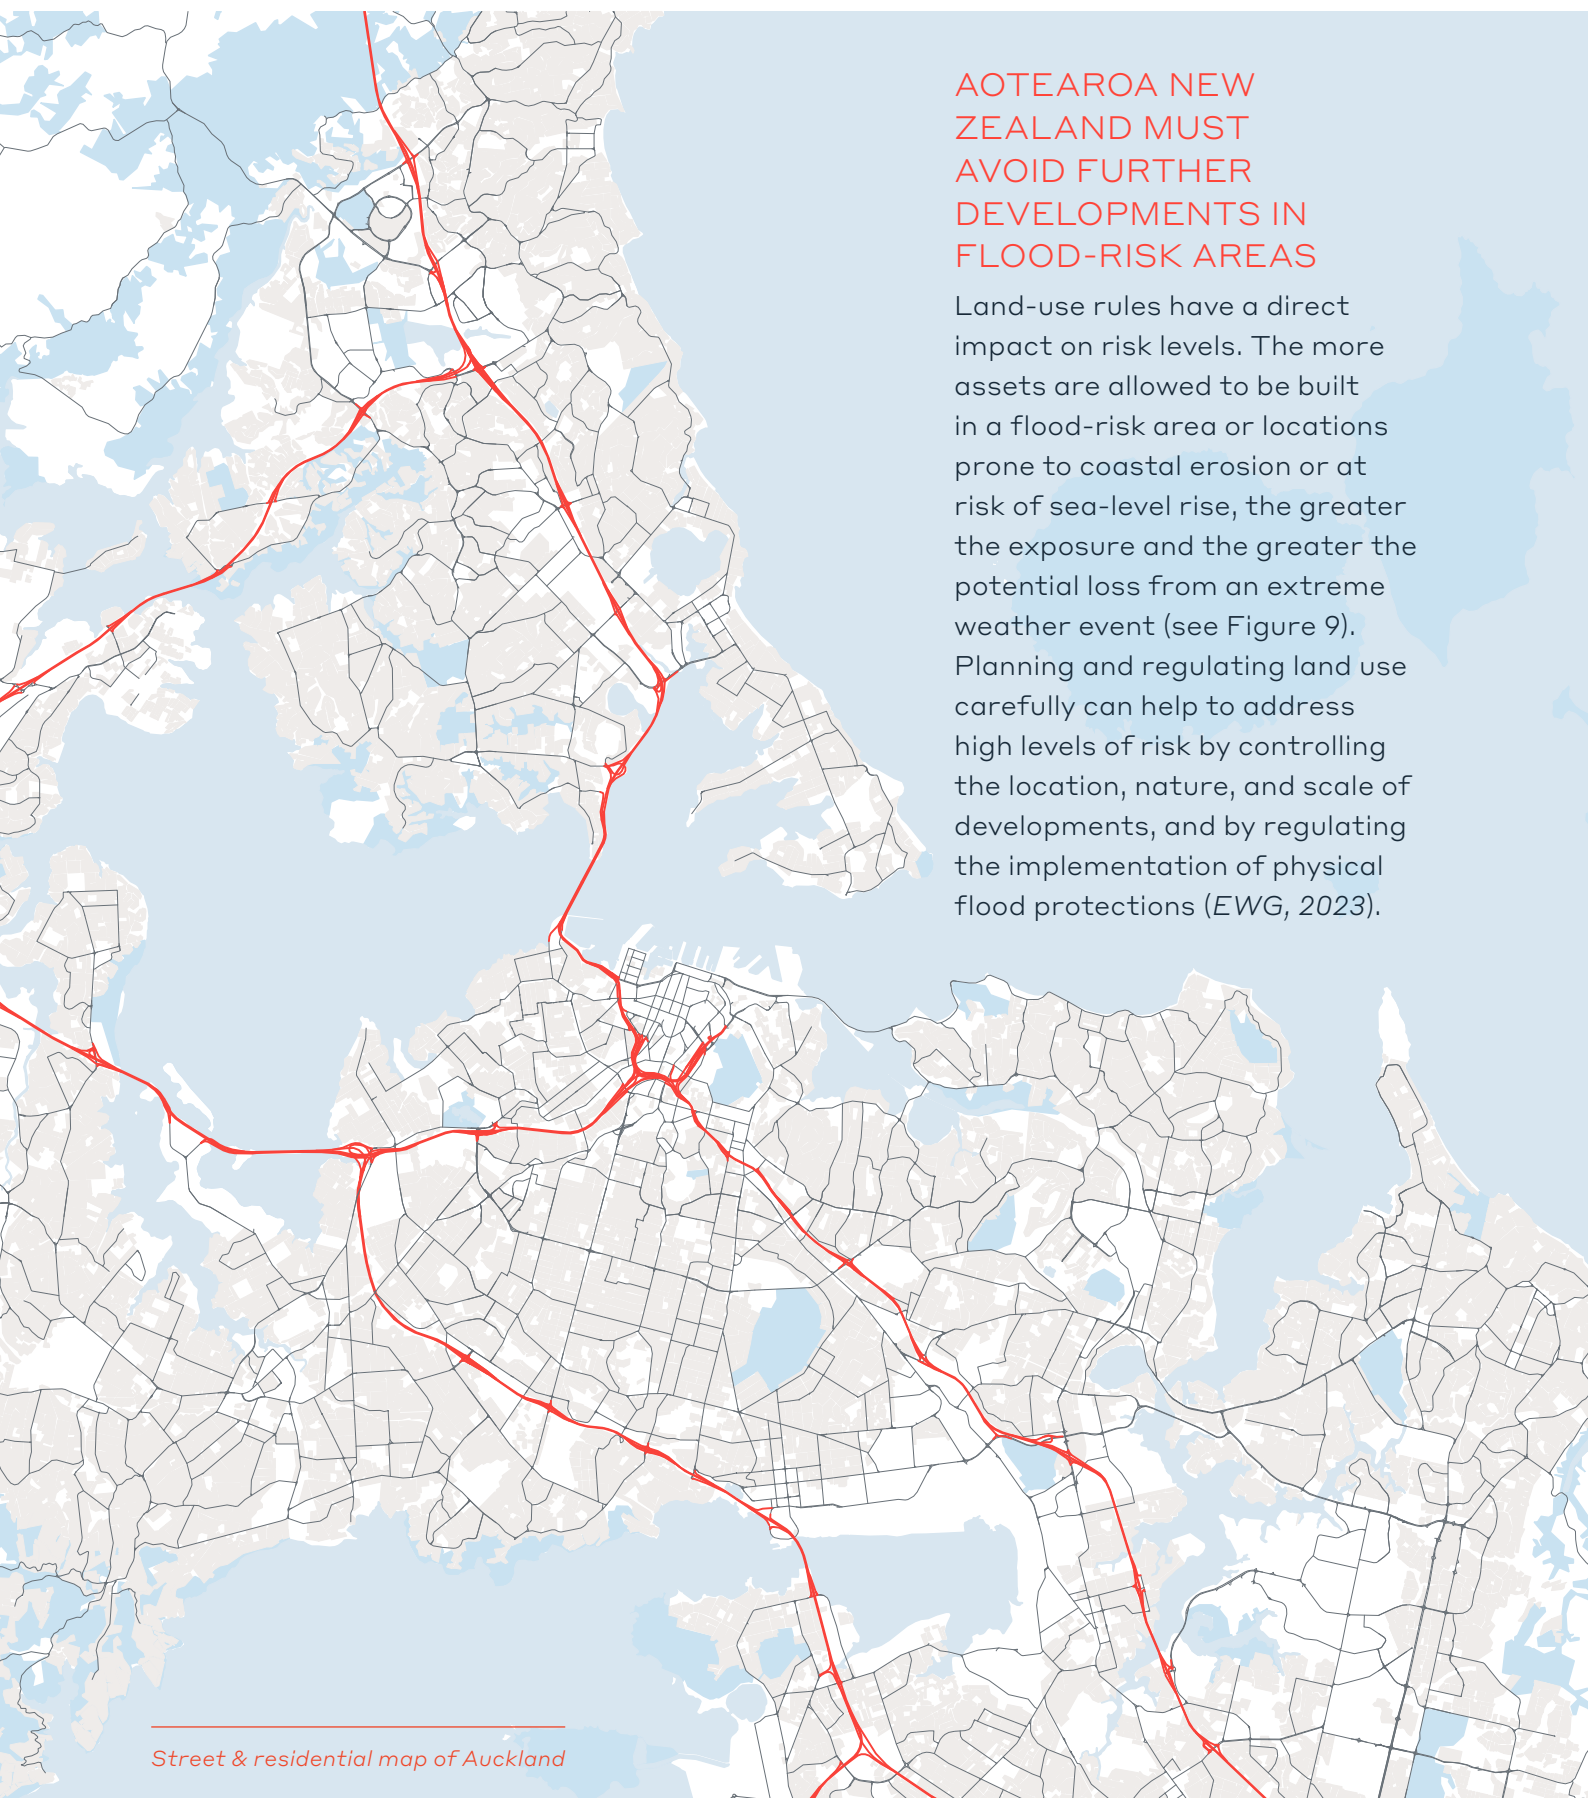 AOTEAROA NEW
ZEALAND MUST
AVOID FURTHER
DEVELOPMENTS IN
FLOOD-RISK AREAS
Land-use rules have a direct
impact on risk levels. The more
assets are allowed to be built
in a flood-risk area or locations
prone to coastal erosion or at
risk of sea-level rise, the greater
the exposure and the greater the
potential loss from an extreme
weather event (see Figure 9).
Planning and regulating land use
carefully can help to address
high levels of risk by controlling
the location, nature, and scale of
developments, and by regulating
the implementation of physical
flood protections (EWG, 2023).
Street & residential map of Auckland